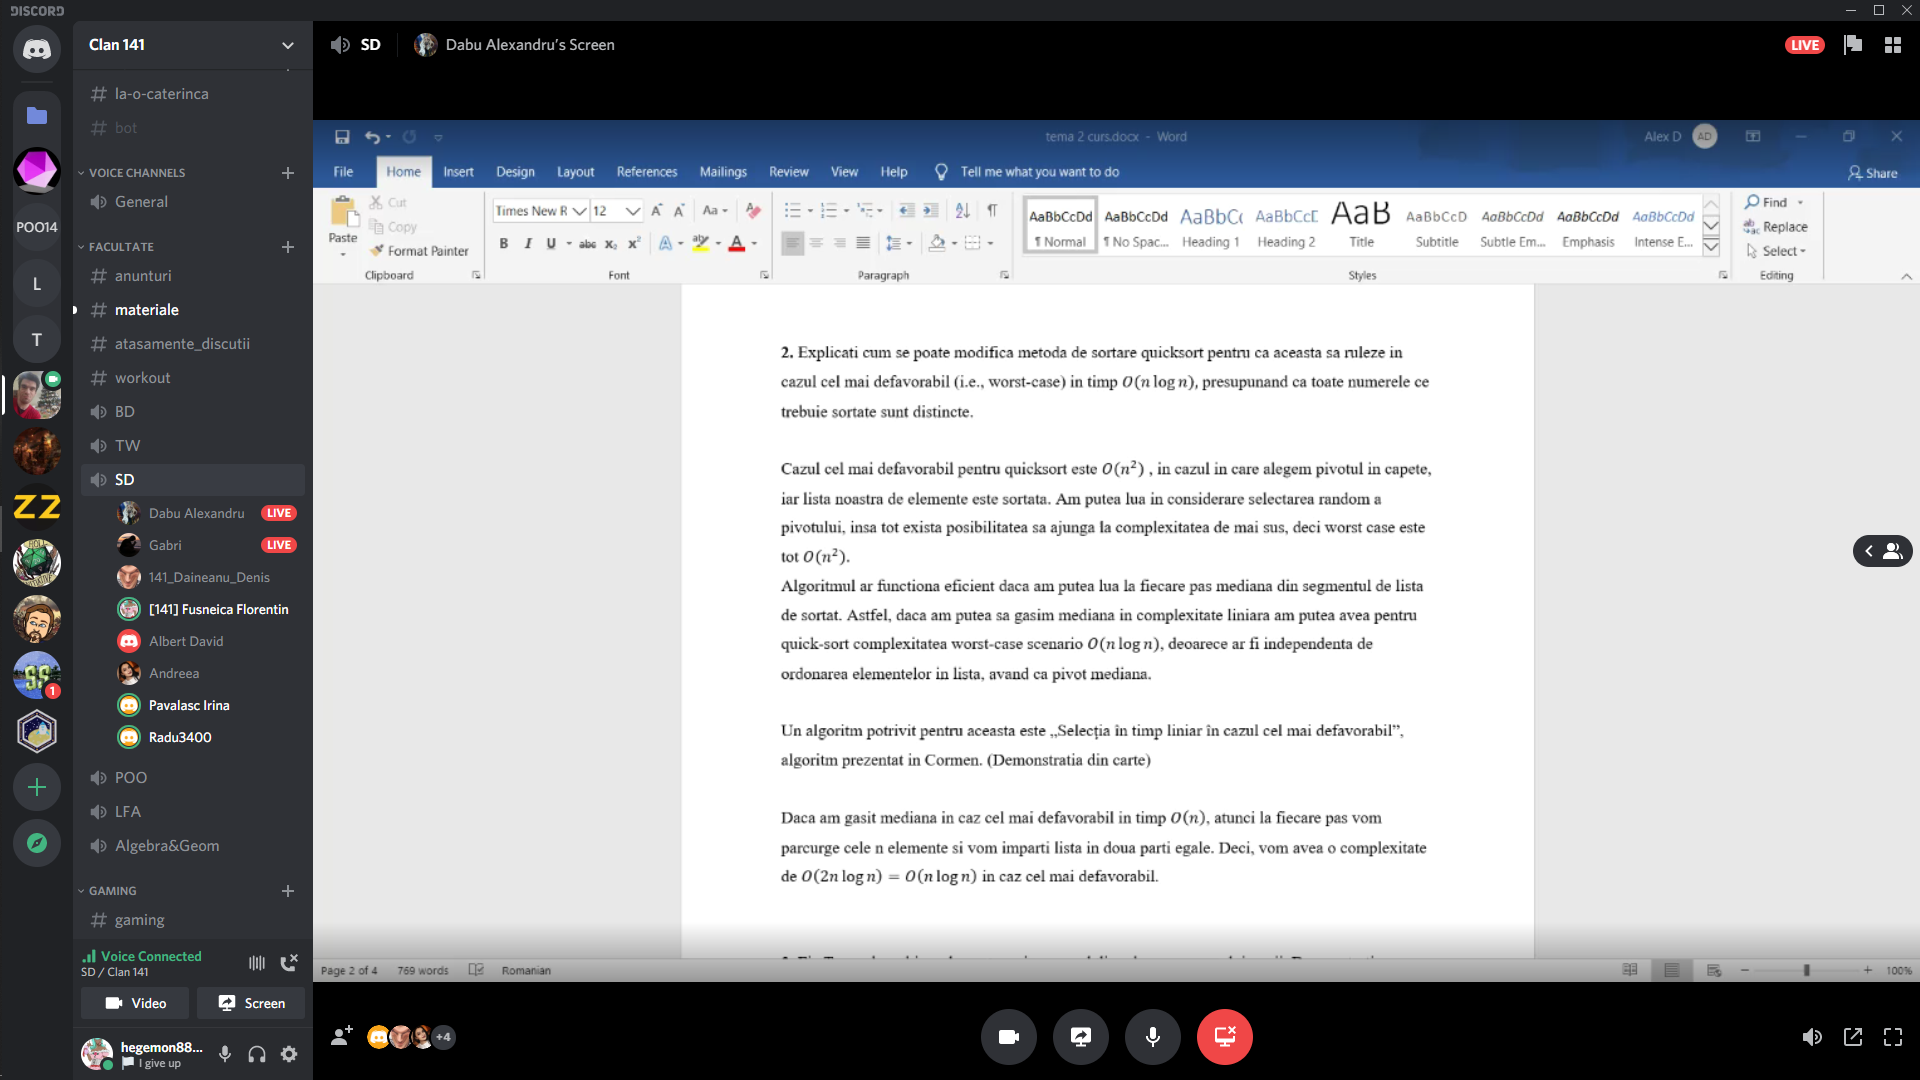 DISCORD
Clan 141
la-o-caterinca
bot
VOICE CHANNELS
General
FACULTATE
anunturi
materiale
atasamente_discutii
workout
BD
TW
SD
Dabu Alexandru LIVE
Gabri LIVE
141_Daineanu_Denis
[141] Fusneica Florentin
Albert David
Andreea
Pavalasc Irina
Radu3400
POO
LFA
Algebra&Geom
GAMING
gaming
Voice Connected
SD / Clan 141
Video Screen
hegemon88...
I give up
POO14
L
T
ZZ
1
SD Dabu Alexandru's Screen LIVE
tema 2 curs.docx - Word Alex D AD
File Home Insert Design Layout References Mailings Review View Help Tell me what you want to do Share
Paste Cut Copy Format Painter
Clipboard
Times New R 12
Font
Paragraph
AaBbCcDd AaBbCcDd AaBbC( AaBbCcE AaB AaBbCcD AaBbCcDd AaBbCcDd AaBbCcDd
¶ Normal ¶ No Spac... Heading 1 Heading 2 Title Subtitle Subtle Em... Emphasis Intense E...
Styles
Find
Replace
Select
Editing
2. Explicati cum se poate modifica metoda de sortare quicksort pentru ca aceasta sa ruleze in
cazul cel mai defavorabil (i.e., worst-case) in timp O(n log n), presupunand ca toate numerele ce
trebuie sortate sunt distincte.
Cazul cel mai defavorabil pentru quicksort este O(n²) , in cazul in care alegem pivotul in capete,
iar lista noastra de elemente este sortata. Am putea lua in considerare selectarea random a
pivotului, insa tot exista posibilitatea sa ajunga la complexitatea de mai sus, deci worst case este
tot O(n²).
Algoritmul ar functiona eficient daca am putea lua la fiecare pas mediana din segmentul de lista
de sortat. Astfel, daca am putea sa gasim mediana in complexitate liniara am putea avea pentru
quick-sort complexitatea worst-case scenario O(n log n), deoarece ar fi independenta de
ordonarea elementelor in lista, avand ca pivot mediana.
Un algoritm potrivit pentru aceasta este „Selecția în timp liniar în cazul cel mai defavorabil”,
algoritm prezentat in Cormen. (Demonstratia din carte)
Daca am gasit mediana in caz cel mai defavorabil in timp O(n), atunci la fiecare pas vom
parcurge cele n elemente si vom imparti lista in doua parti egale. Deci, vom avea o complexitate
de O(2n log n) = O(n log n) in caz cel mai defavorabil.
Page 2 of 4 769 words Romanian 100%
+4